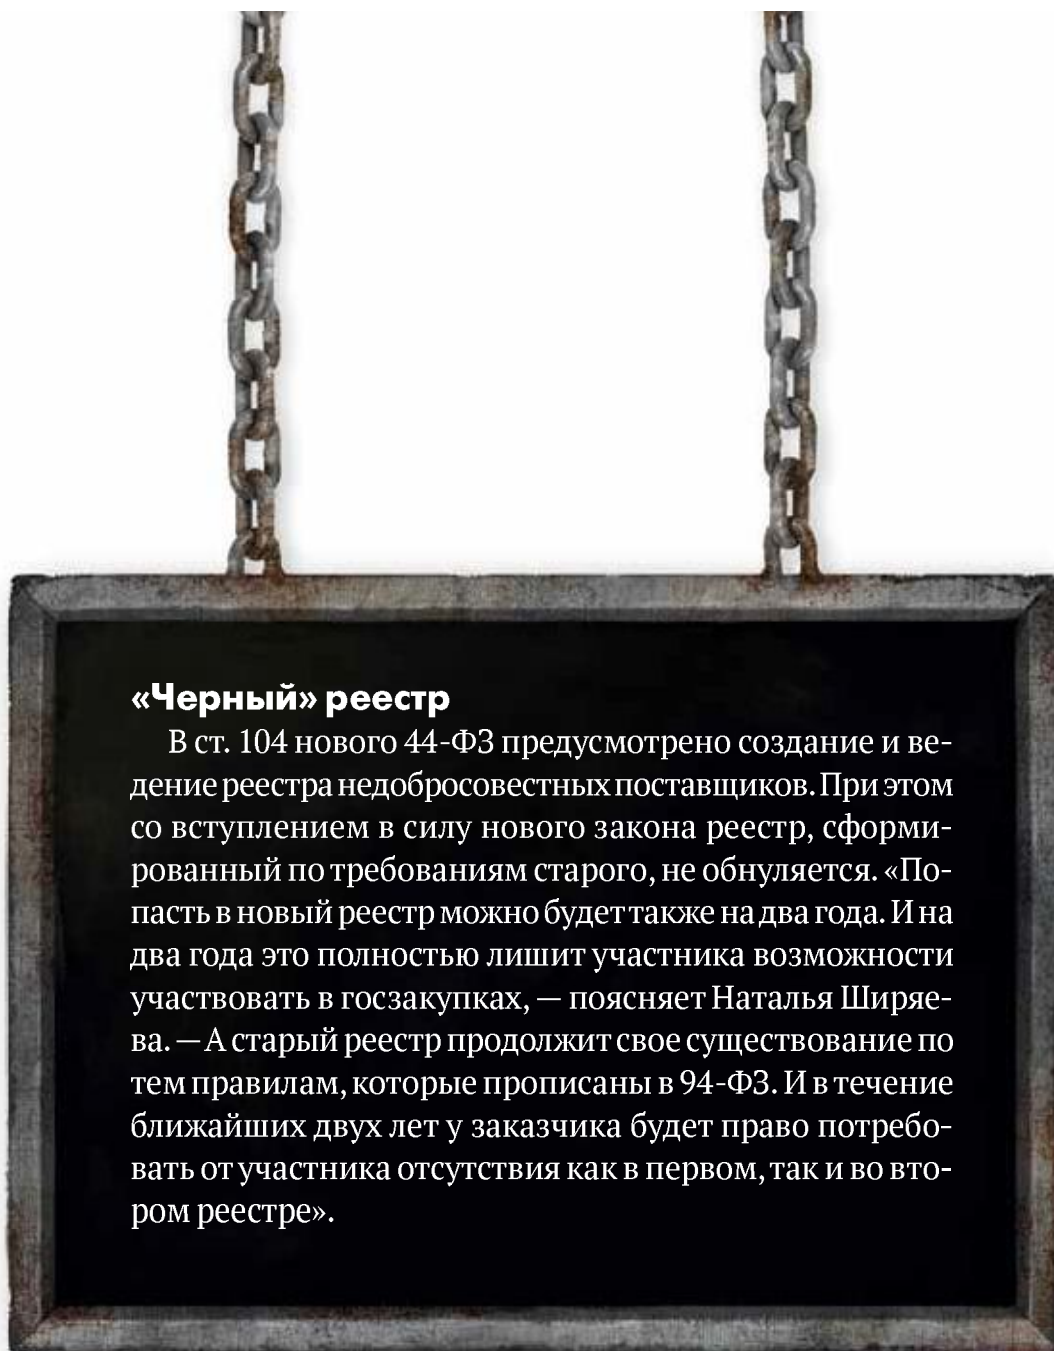 «Черный» реестр
В ст. 104 нового 44-ФЗ предусмотрено создание и ве-
дение реестра недобросовестных поставщиков. При этом
со вступлением в силу нового закона реестр, сформи-
рованный по требованиям старого, не обнуляется. «По-
пасть в новый реестр можно будет также на два года. И на
два года это полностью лишит участника возможности
участвовать в госзакупках, — поясняет Наталья Ширяе-
ва. — А старый реестр продолжит свое существование по
тем правилам, которые прописаны в 94-ФЗ. И в течение
ближайших двух лет у заказчика будет право потребо-
вать от участника отсутствия как в первом, так и во вто-
ром реестре».